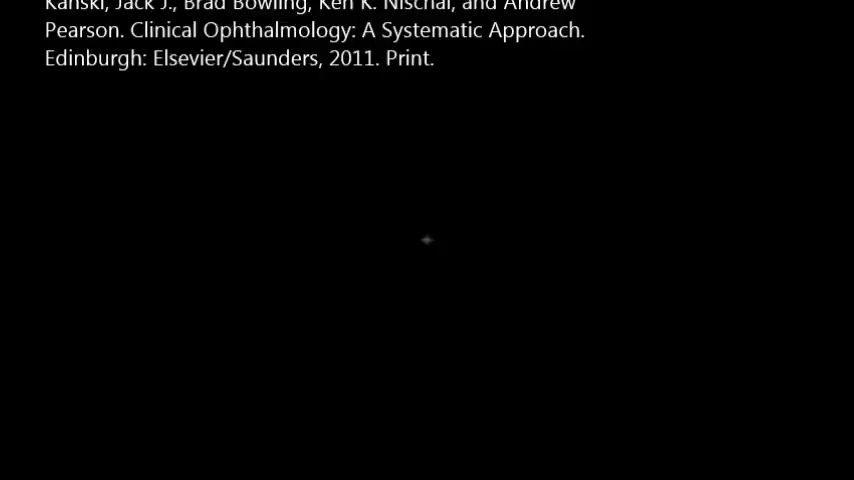 Kanski, Jack J., Brad Bowling, Ken K. Nischal, and Andrew
Pearson. Clinical Ophthalmology: A Systematic Approach.
Edinburgh: Elsevier/Saunders, 2011. Print.